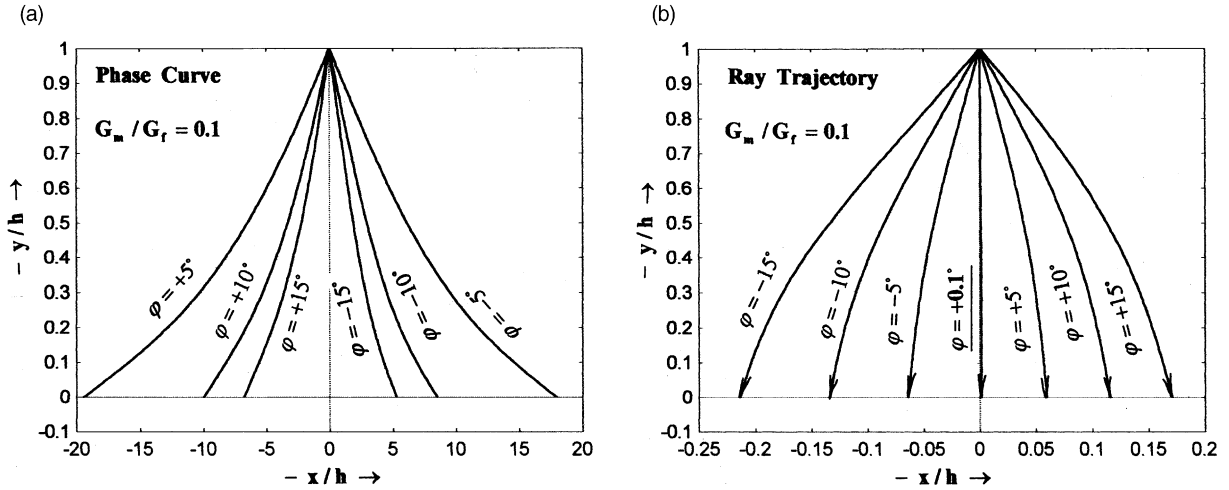 (a)
Phase Curve
G_m / G_f = 0.1
φ = +5°
φ = +10°
φ = +15°
φ = −15°
φ = −10°
φ = −5°
− y / h →
1
0.9
0.8
0.7
0.6
0.5
0.4
0.3
0.2
0.1
0
-0.1
-20 -15 -10 -5 0 5 10 15 20
− x / h →
(b)
Ray Trajectory
G_m / G_f = 0.1
φ = −15°
φ = −10°
φ = −5°
φ = +0.1°
φ = +5°
φ = +10°
φ = +15°
− y / h →
1
0.9
0.8
0.7
0.6
0.5
0.4
0.3
0.2
0.1
0
-0.1
-0.25 -0.2 -0.15 -0.1 -0.05 0 0.05 0.1 0.15 0.2
− x / h →